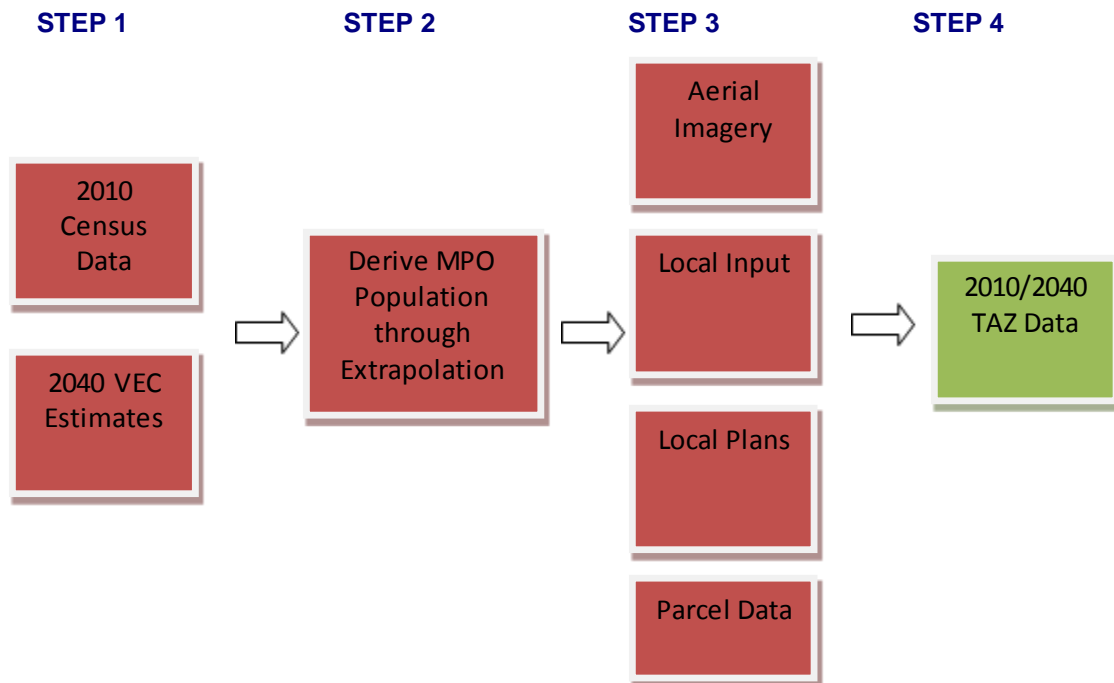 STEP 1
STEP 2
STEP 3
STEP 4
2010
Census
Data
2040 VEC
Estimates
Derive MPO
Population
through
Extrapolation
Aerial
Imagery
Local Input
Local Plans
Parcel Data
2010/2040
TAZ Data